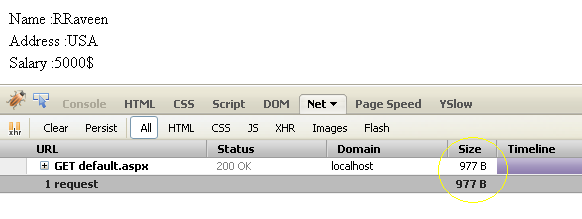 Name :RRaveen
Address :USA
Salary :5000$
Console HTML CSS Script DOM Net Page Speed YSlow
xhr Clear Persist All HTML CSS JS XHR Images Flash
URL Status Domain Size Timeline
GET default.aspx 200 OK localhost 977 B
1 request 977 B